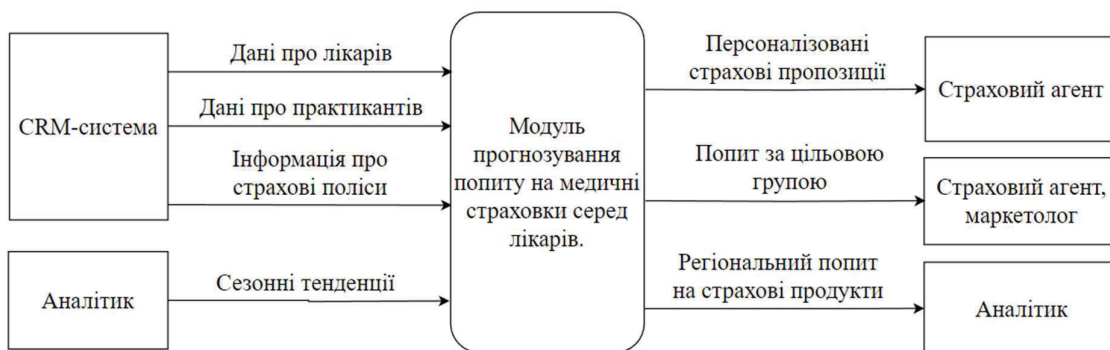 CRM-система
Аналітик
Дані про лікарів
Дані про практикантів
Інформація про
страхові поліси
Сезонні тенденції
Модуль
прогнозування
попиту на медичні
страховки серед
лікарів.
Персоналізовані
страхові пропозиції
Попит за цільовою
групою
Регіональний попит
на страхові продукти
Страховий агент
Страховий агент,
маркетолог
Аналітик